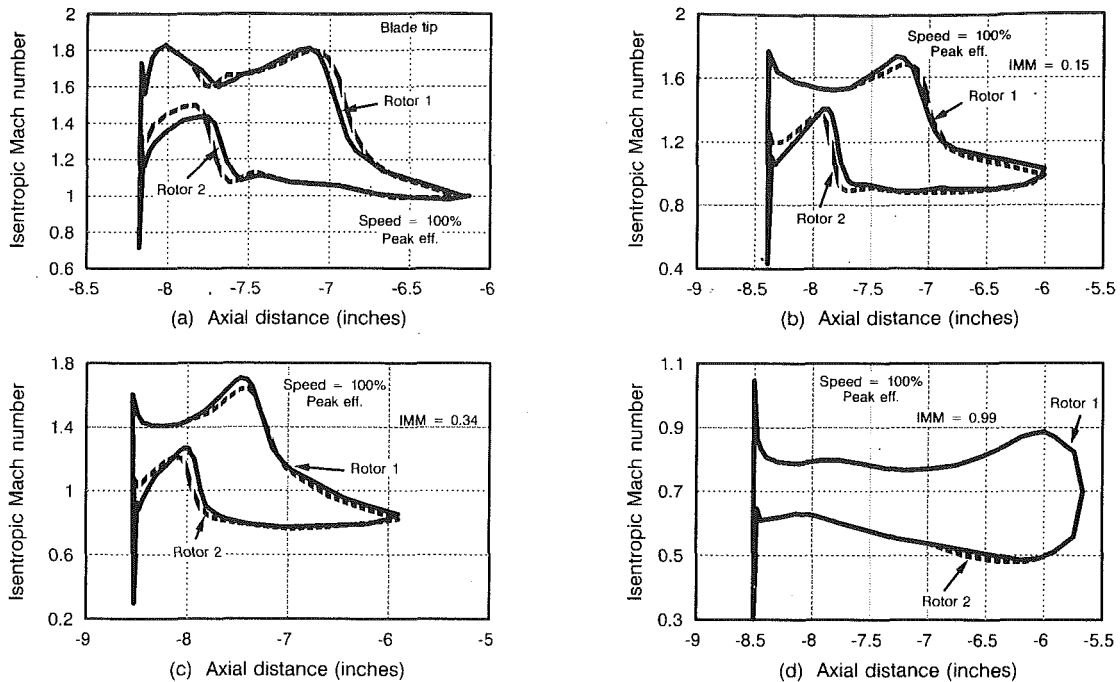 2
1.8
1.6
1.4
1.2
1
0.8
0.6
Isentropic Mach number
Blade tip
Rotor 1
Rotor 2
Speed = 100%
Peak eff.
-8.5 -8 -7.5 -7 -6.5 -6
(a) Axial distance (inches)
2
1.6
1.2
0.8
0.4
Isentropic Mach number
Speed = 100%
Peak eff.
IMM = 0.15
Rotor 1
Rotor 2
-9 -8.5 -8 -7.5 -7 -6.5 -6 -5.5
(b) Axial distance (inches)
1.8
1.4
1
0.6
0.2
Isentropic Mach number
Speed = 100%
Peak eff.
IMM = 0.34
Rotor 1
Rotor 2
-9 -8 -7 -6 -5
(c) Axial distance (inches)
1.1
0.9
0.7
0.5
0.3
Isentropic Mach number
Speed = 100%
Peak eff.
IMM = 0.99
Rotor 1
Rotor 2
-9 -8.5 -8 -7.5 -7 -6.5 -6 -5.5
(d) Axial distance (inches)